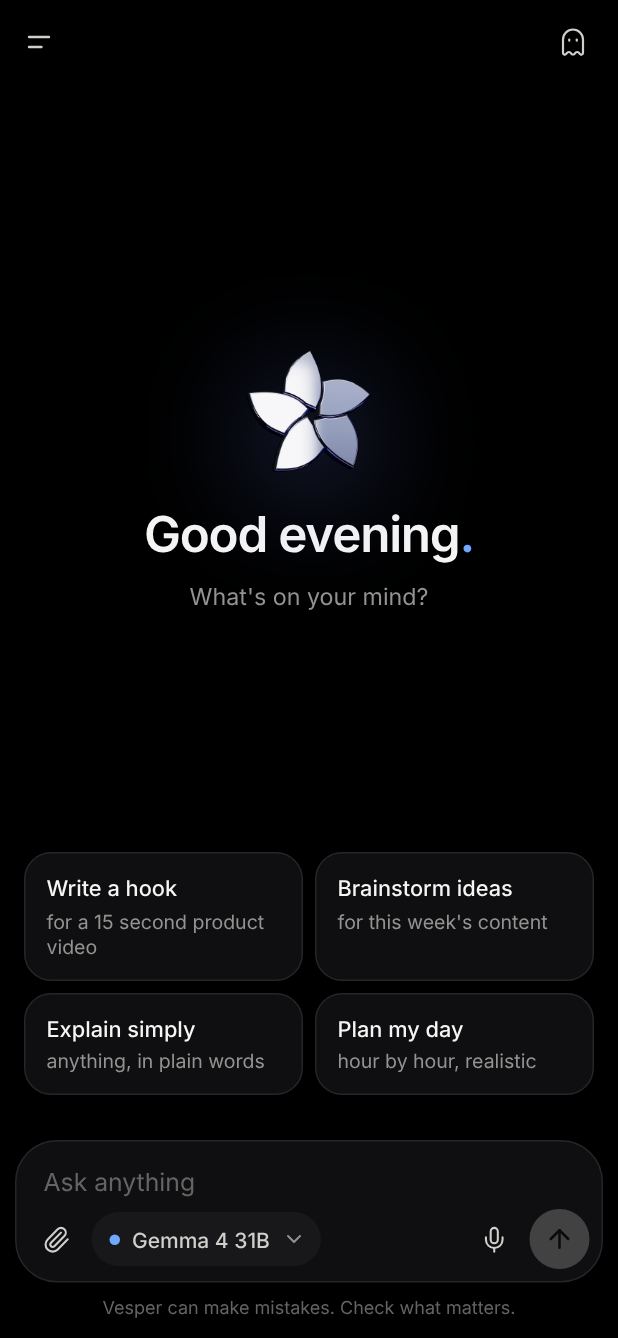 Good evening.
What's on your mind?
Write a hook
for a 15 second product
video
Brainstorm ideas
for this week's content
Explain simply
anything, in plain words
Plan my day
hour by hour, realistic
Ask anything
Gemma 4 31B
Vesper can make mistakes. Check what matters.